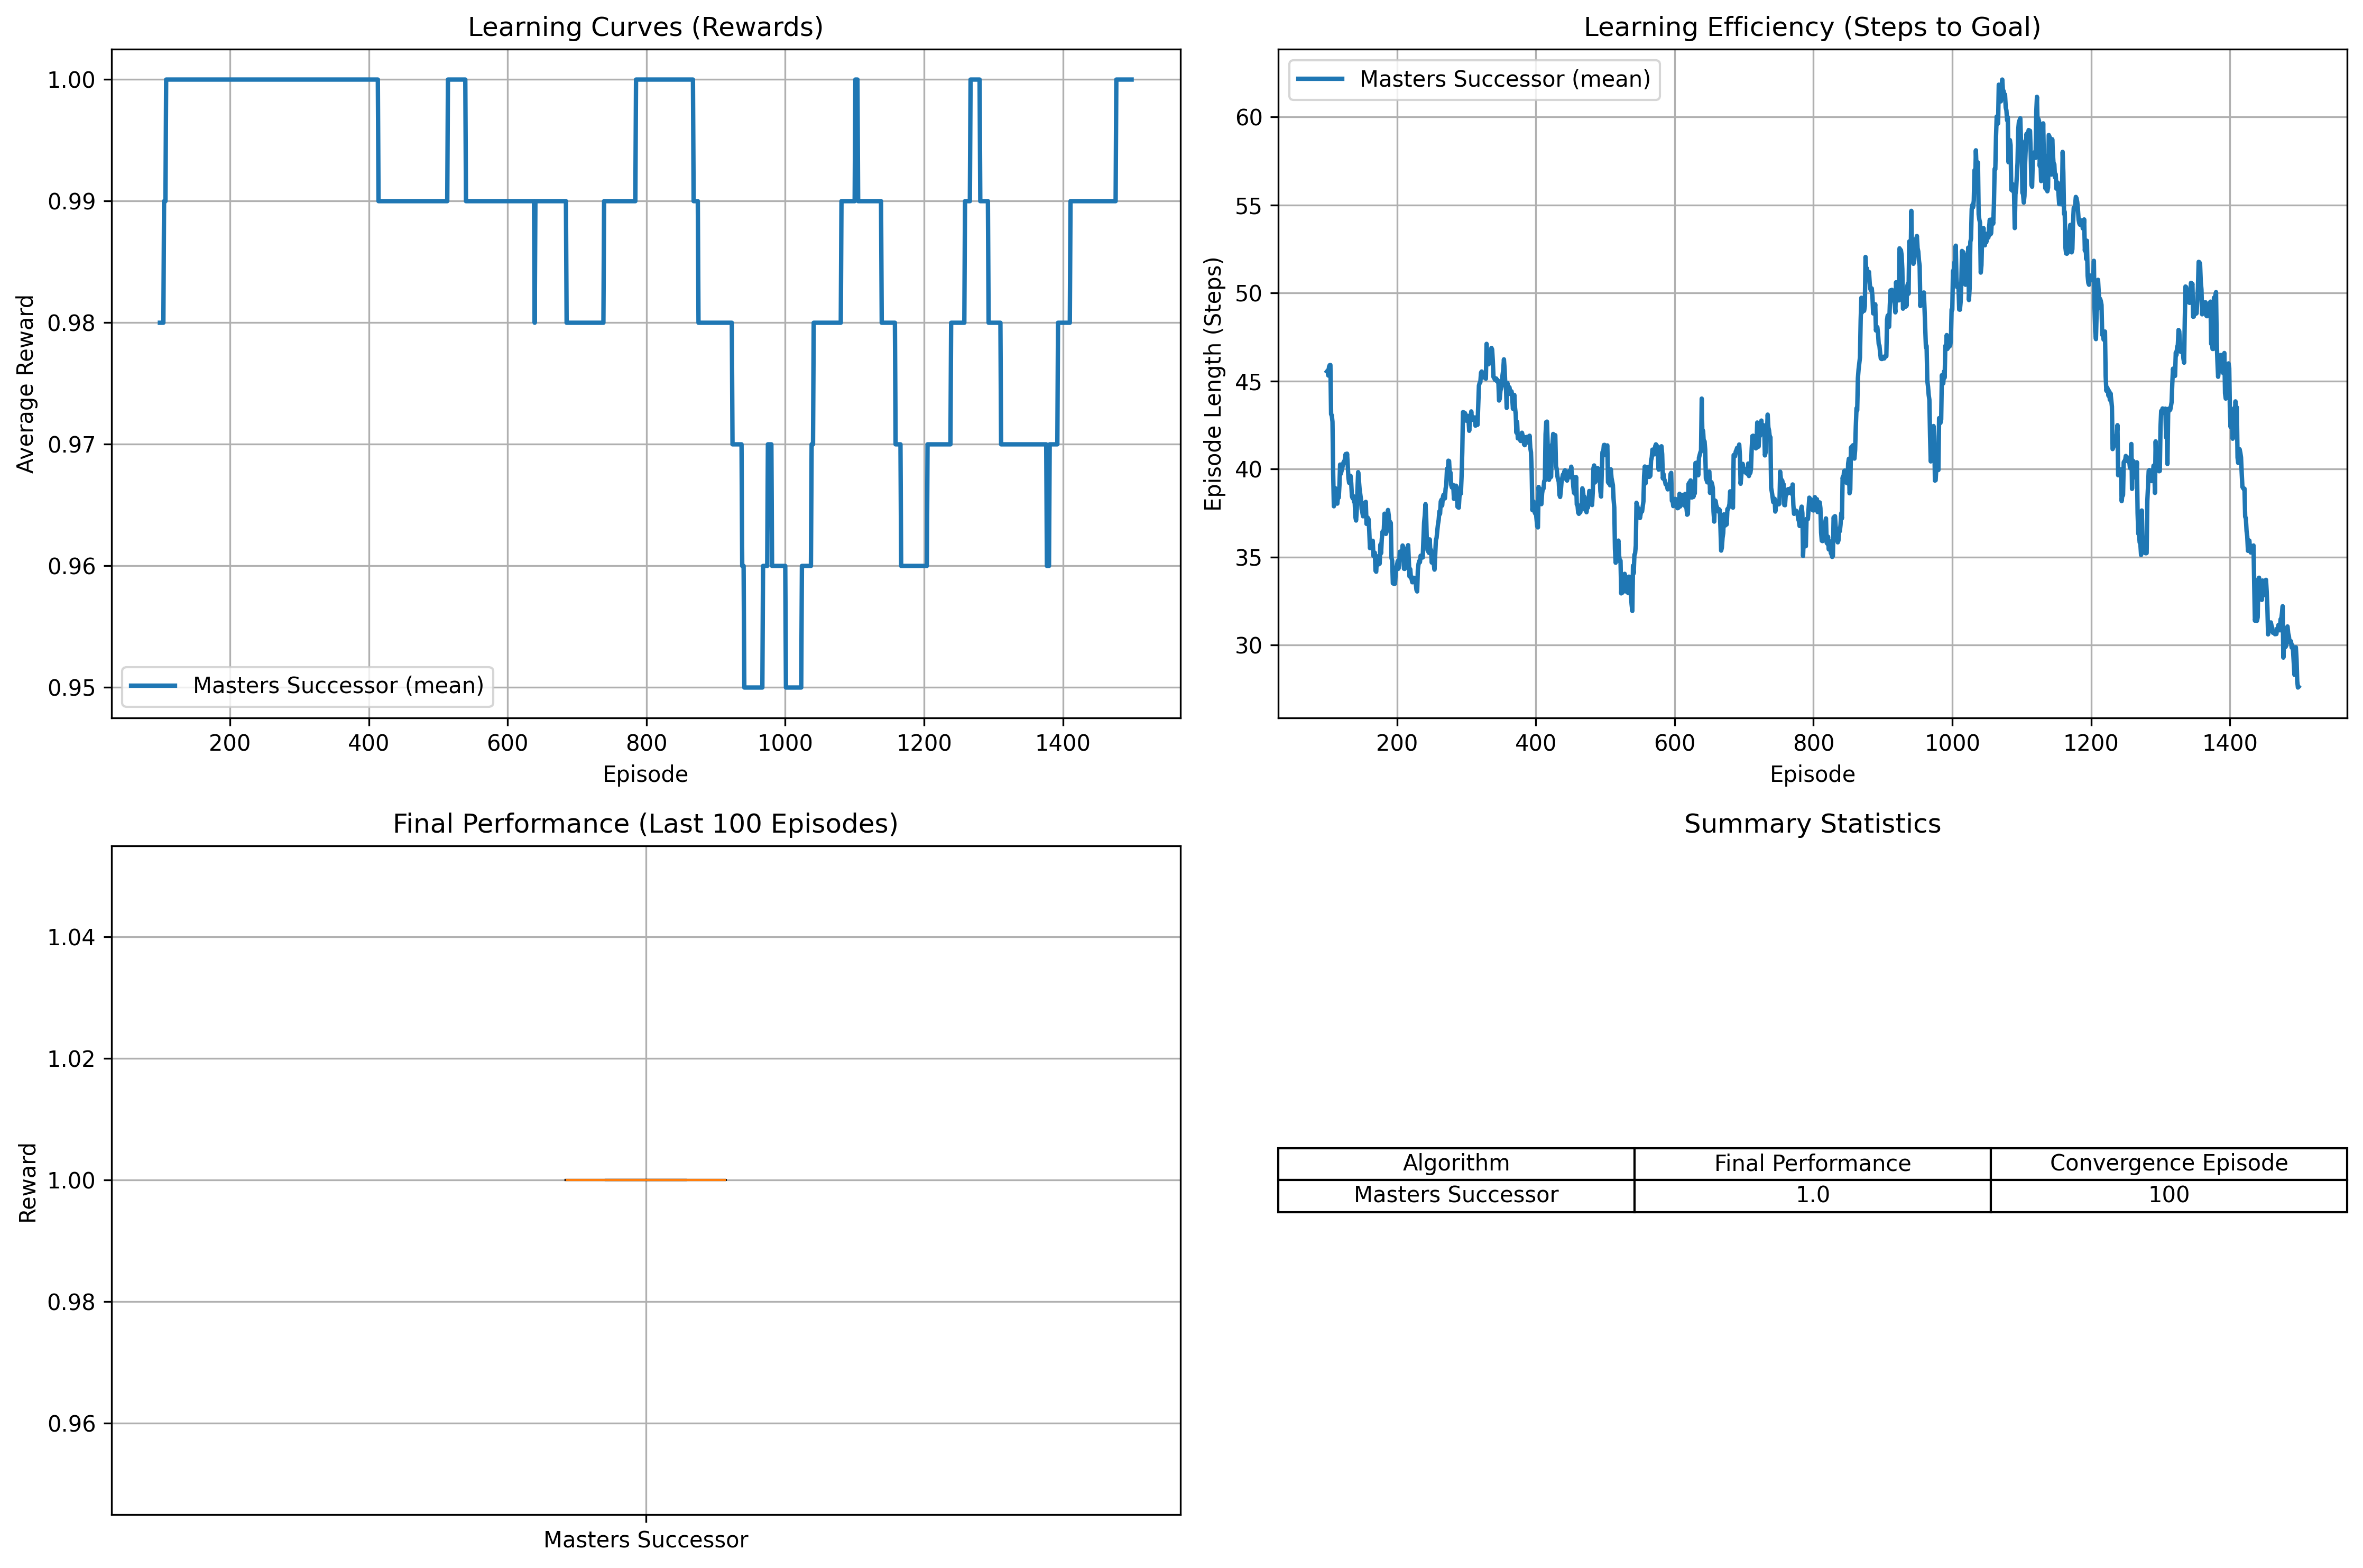 Learning Curves (Rewards)
1.00
0.99
0.98
0.97
0.96
0.95
Average Reward
Masters Successor (mean)
200 400 600 800 1000 1200 1400
Episode
Learning Efficiency (Steps to Goal)
Masters Successor (mean)
60
55
50
45
40
35
30
Episode Length (Steps)
200 400 600 800 1000 1200 1400
Episode
Final Performance (Last 100 Episodes)
1.04
1.02
1.00
0.98
0.96
Reward
Masters Successor
Summary Statistics
Algorithm Final Performance Convergence Episode
Masters Successor 1.0 100